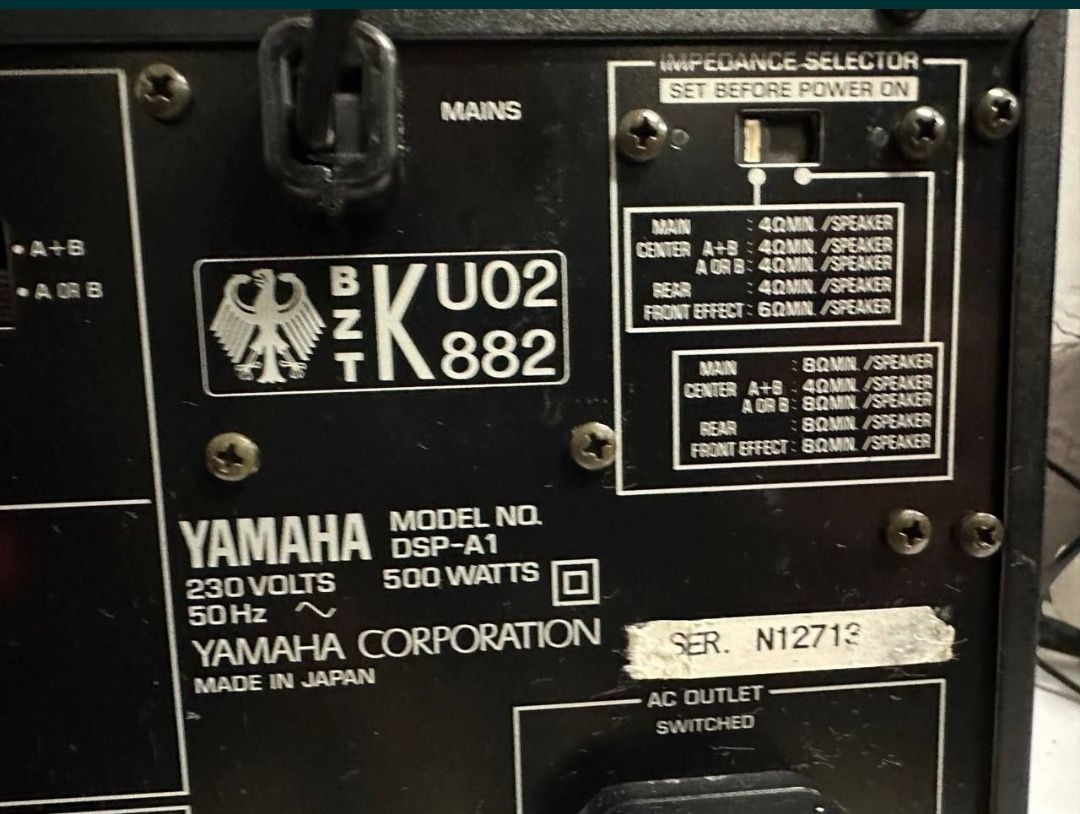 MAINS
IMPEDANCE SELECTOR
SET BEFORE POWER ON
A+B
A OR B
MAIN : 4ΩMIN. /SPEAKER
CENTER A+B : 4ΩMIN. /SPEAKER
A OR B : 4ΩMIN. /SPEAKER
REAR : 4ΩMIN. /SPEAKER
FRONT EFFECT : 6ΩMIN. /SPEAKER
BZT K U02 882
MAIN : 8ΩMIN. /SPEAKER
CENTER A+B : 4ΩMIN. /SPEAKER
A OR B : 8ΩMIN. /SPEAKER
REAR : 8ΩMIN. /SPEAKER
FRONT EFFECT : 8ΩMIN. /SPEAKER
YAMAHA MODEL NO.
DSP-A1
230 VOLTS 500 WATTS
50 Hz ~
YAMAHA CORPORATION
MADE IN JAPAN
SER. N12713
AC OUTLET
SWITCHED